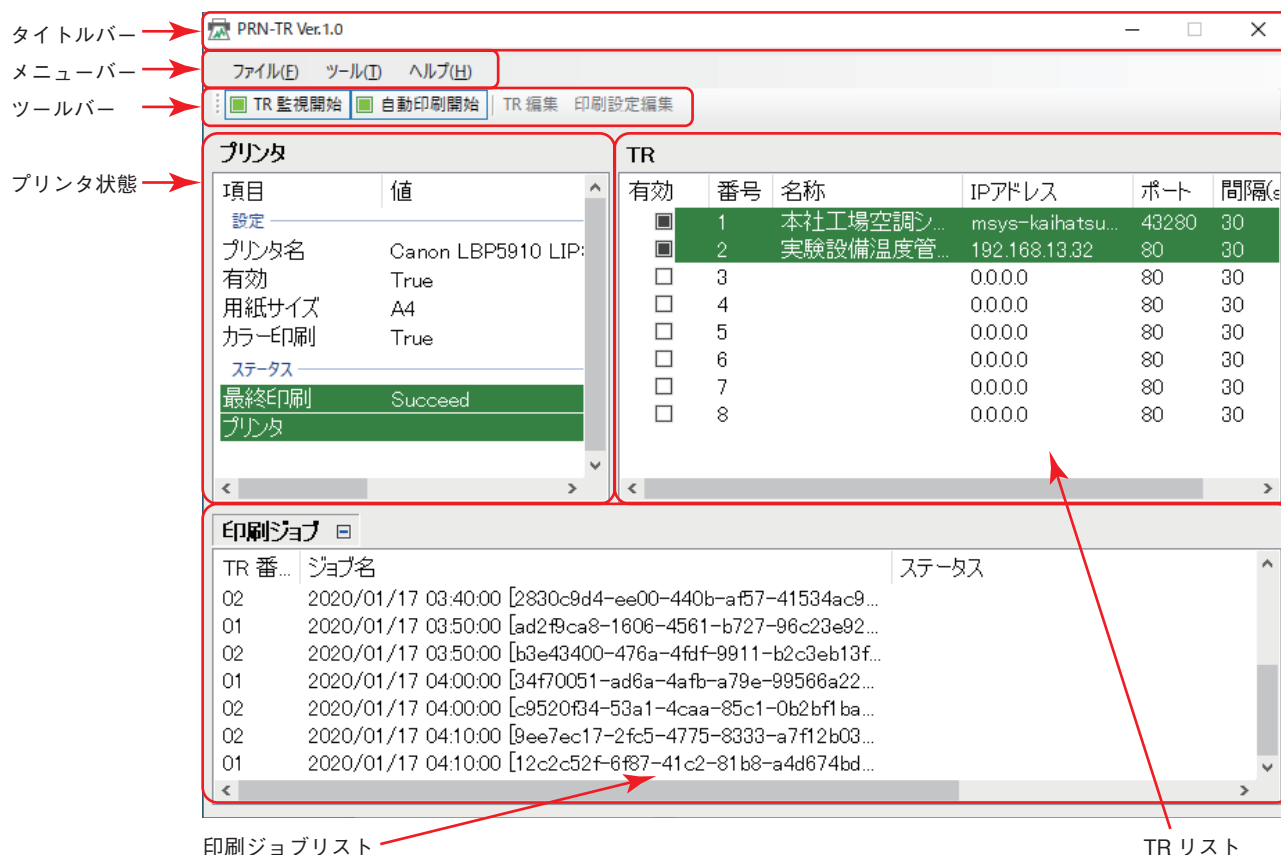 タイトルバー
PRN-TR Ver.1.0
メニューバー
ファイル(F) ツール(T) ヘルプ(H)
ツールバー
TR 監視開始 自動印刷開始 TR 編集 印刷設定編集
プリンタ状態
プリンタ
項目 値
設定
プリンタ名 Canon LBP5910 LIPS
有効 True
用紙サイズ A4
カラー印刷 True
ステータス
最終印刷 Succeed
プリンタ
TR
有効 番号 名称 IPアドレス ポート 間隔(s
1 本社工場空調シ... msys-kaihatsu... 43280 30
2 実験設備温度管... 192.168.13.32 80 30
3 0.0.0.0 80 30
4 0.0.0.0 80 30
5 0.0.0.0 80 30
6 0.0.0.0 80 30
7 0.0.0.0 80 30
8 0.0.0.0 80 30
印刷ジョブ
TR 番... ジョブ名 ステータス
02 2020/01/17 03:40:00 [2830c9d4-ee00-440b-af57-41534ac9...
01 2020/01/17 03:50:00 [ad2f9ca8-1606-4561-b727-96c23e92...
02 2020/01/17 03:50:00 [b3e43400-476a-4fdf-9911-b2c3eb13f...
01 2020/01/17 04:00:00 [34f70051-ad6a-4afb-a79e-99566a22...
02 2020/01/17 04:00:00 [c9520f34-53a1-4caa-85c1-0b2bf1ba...
02 2020/01/17 04:10:00 [9ee7ec17-2fc5-4775-8333-a7f12b03...
01 2020/01/17 04:10:00 [12c2c52f-6f87-41c2-81b8-a4d674bd...
印刷ジョブリスト
TR リスト